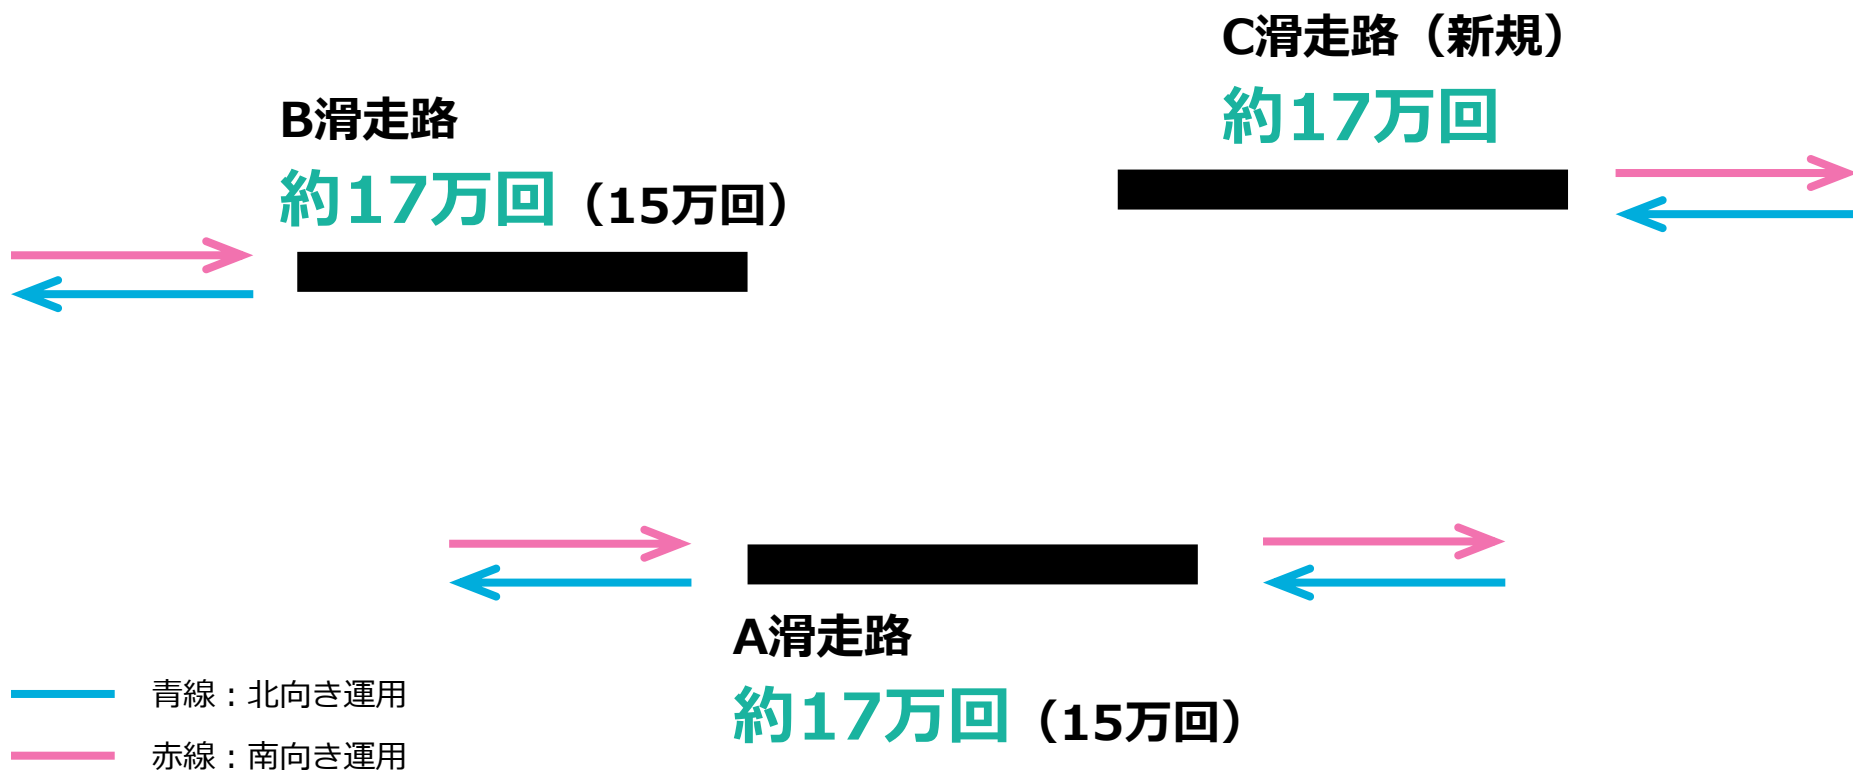 C滑走路（新規）
約17万回
B滑走路
約17万回（15万回）
A滑走路
約17万回（15万回）
青線：北向き運用
赤線：南向き運用